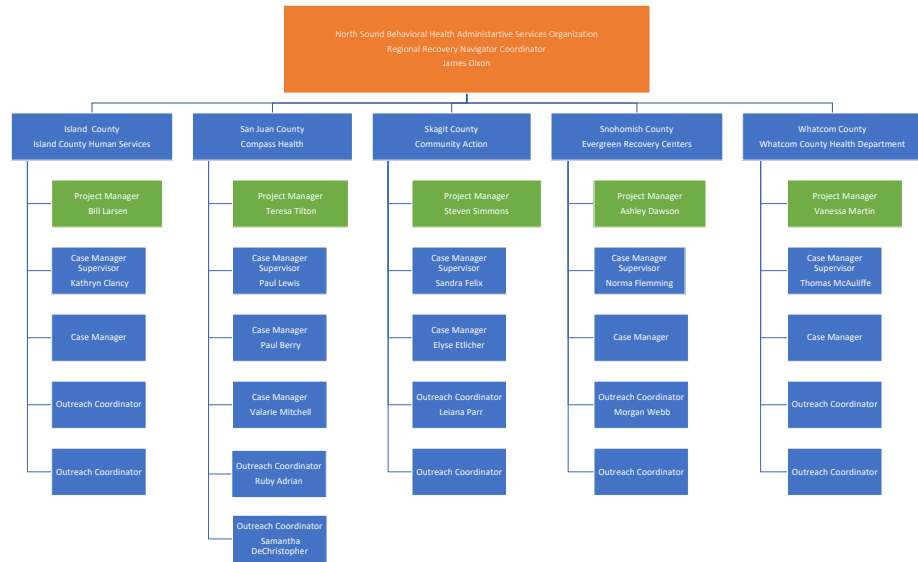 North Sound Behavioral Health Administartive Services Organization
Regional Recovery Navigator Coordinator
James Dixon
Island County
Island County Human Services
Project Manager
Bill Larsen
Case Manager
Supervisor
Kathryn Clancy
Case Manager
Outreach Coordinator
Outreach Coordinator
San Juan County
Compass Health
Project Manager
Teresa Tilton
Case Manager
Supervisor
Paul Lewis
Case Manager
Paul Berry
Case Manager
Valarie Mitchell
Outreach Coordinator
Ruby Adrian
Outreach Coordinator
Samantha
DeChristopher
Skagit County
Community Action
Project Manager
Steven Simmons
Case Manager
Supervisor
Sandra Felix
Case Manager
Elyse Etlicher
Outreach Coordinator
Leiana Parr
Outreach Coordinator
Snohomish County
Evergreen Recovery Centers
Project Manager
Ashley Dawson
Case Manager
Supervisor
Norma Flemming
Case Manager
Outreach Coordinator
Morgan Webb
Outreach Coordinator
Whatcom County
Whatcom County Health Department
Project Manager
Vanessa Martin
Case Manager
Supervisor
Thomas McAuliffe
Case Manager
Outreach Coordinator
Outreach Coordinator